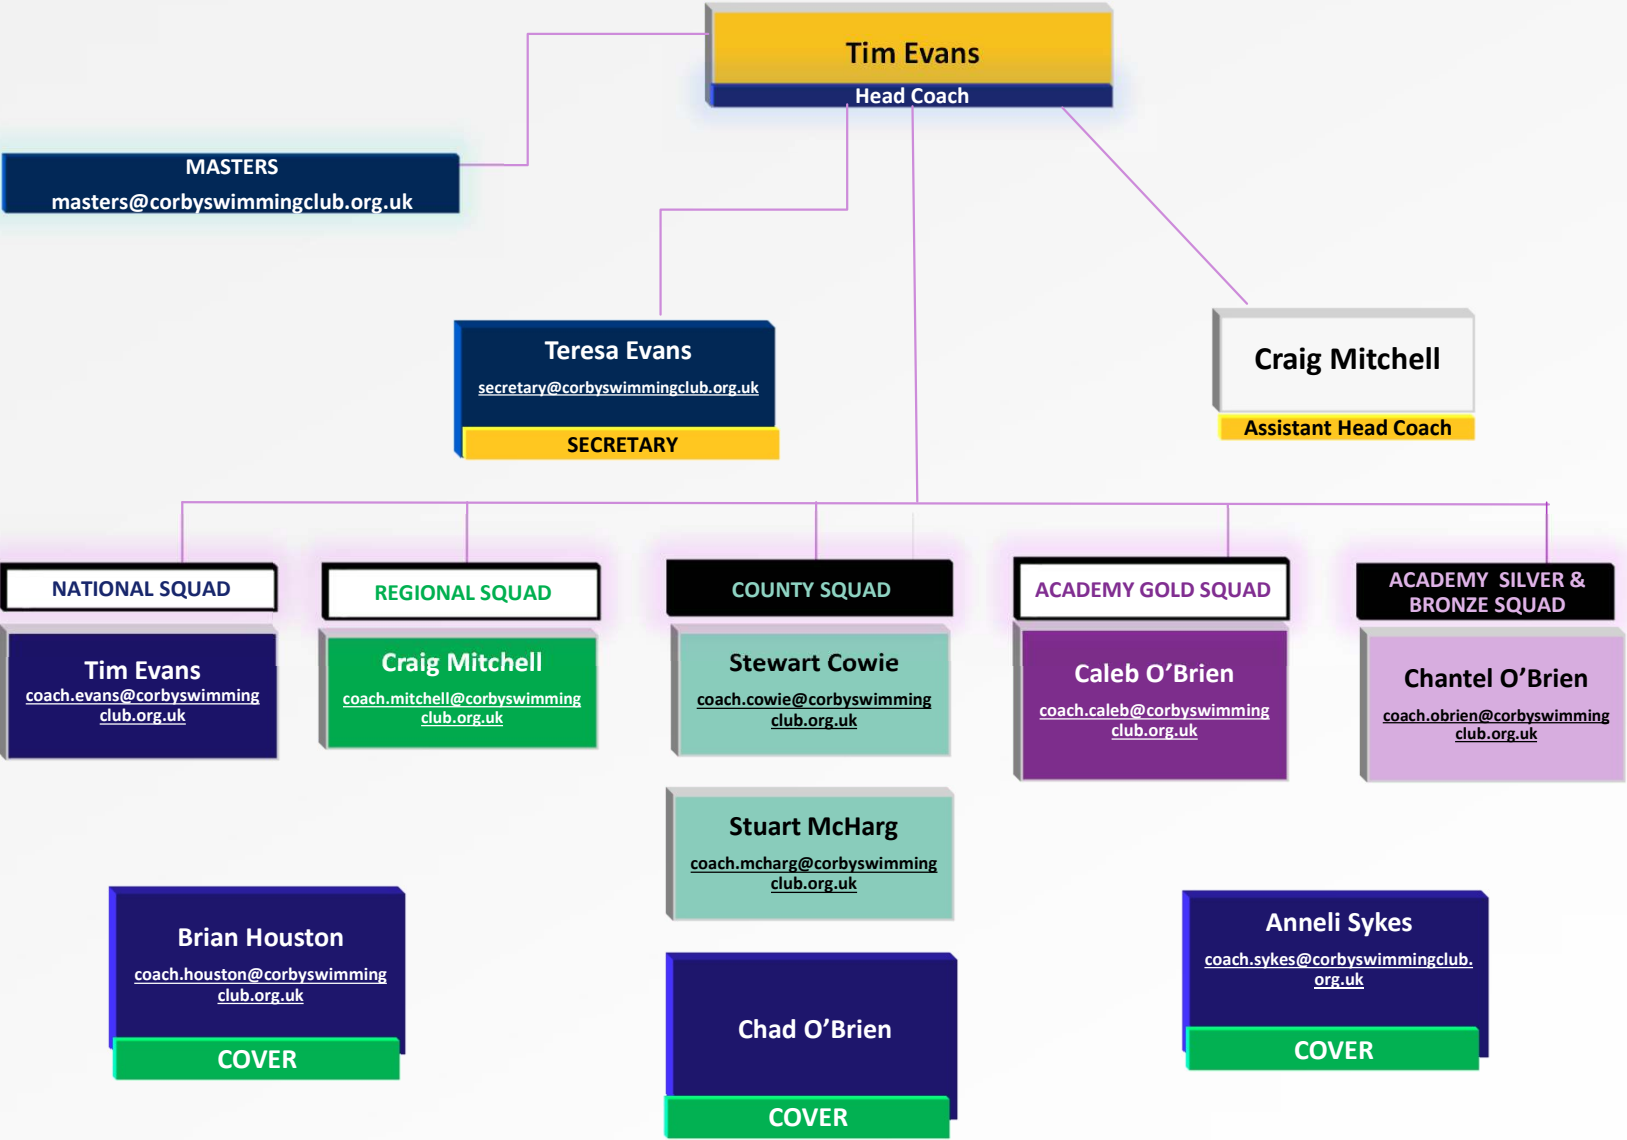 Tim Evans
Head Coach
MASTERS
masters@corbyswimmingclub.org.uk
Teresa Evans
secretary@corbyswimmingclub.org.uk
SECRETARY
Craig Mitchell
Assistant Head Coach
NATIONAL SQUAD
Tim Evans
coach.evans@corbyswimming
club.org.uk
REGIONAL SQUAD
Craig Mitchell
coach.mitchell@corbyswimming
club.org.uk
COUNTY SQUAD
Stewart Cowie
coach.cowie@corbyswimming
club.org.uk
Stuart McHarg
coach.mcharg@corbyswimming
club.org.uk
ACADEMY GOLD SQUAD
Caleb O’Brien
coach.caleb@corbyswimming
club.org.uk
ACADEMY SILVER &
BRONZE SQUAD
Chantel O’Brien
coach.obrien@corbyswimming
club.org.uk
Brian Houston
coach.houston@corbyswimming
club.org.uk
COVER
Chad O’Brien
COVER
Anneli Sykes
coach.sykes@corbyswimmingclub.
org.uk
COVER